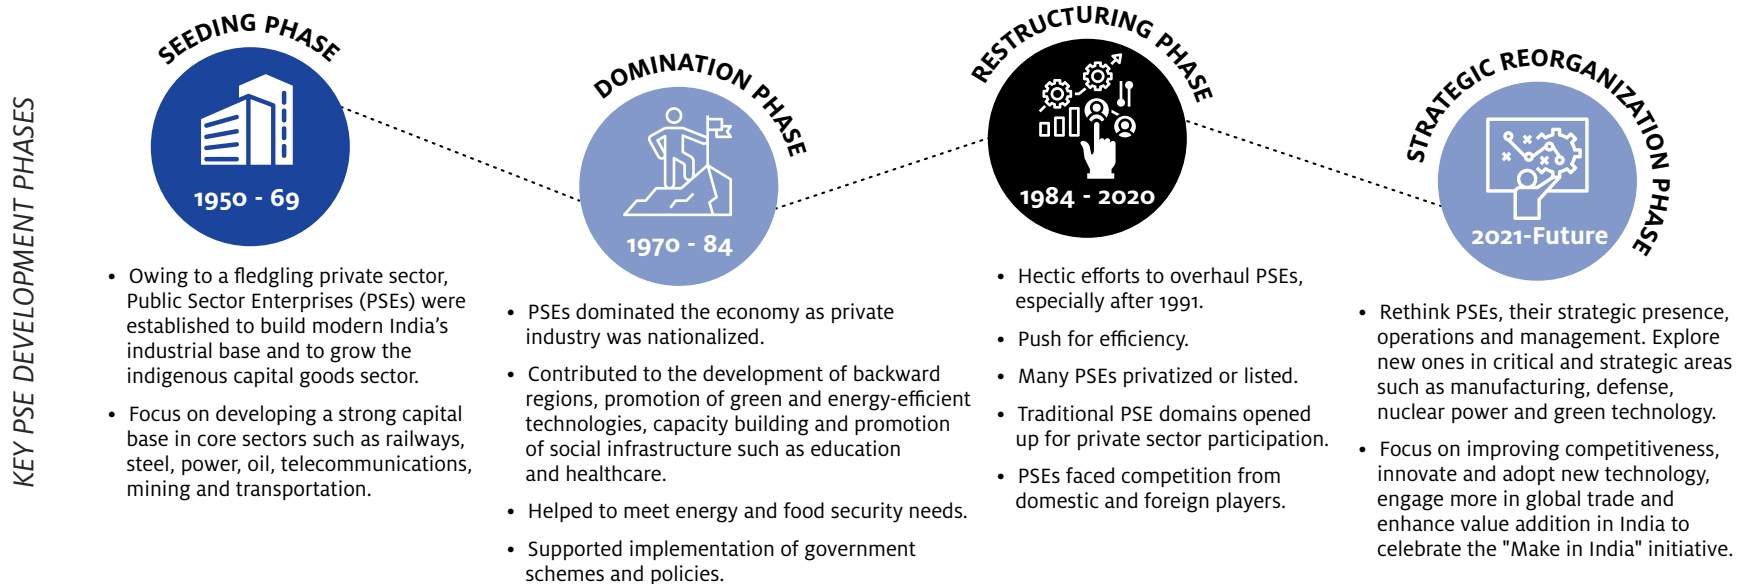 KEY PSE DEVELOPMENT PHASES
SEEDING PHASE
1950 - 69
• Owing to a fledgling private sector,
Public Sector Enterprises (PSEs) were
established to build modern India’s
industrial base and to grow the
indigenous capital goods sector.
• Focus on developing a strong capital
base in core sectors such as railways,
steel, power, oil, telecommunications,
mining and transportation.
DOMINATION PHASE
1970 - 84
• PSEs dominated the economy as private
industry was nationalized.
• Contributed to the development of backward
regions, promotion of green and energy-efficient
technologies, capacity building and promotion
of social infrastructure such as education
and healthcare.
• Helped to meet energy and food security needs.
• Supported implementation of government
schemes and policies.
RESTRUCTURING PHASE
1984 - 2020
• Hectic efforts to overhaul PSEs,
especially after 1991.
• Push for efficiency.
• Many PSEs privatized or listed.
• Traditional PSE domains opened
up for private sector participation.
• PSEs faced competition from
domestic and foreign players.
STRATEGIC REORGANIZATION PHASE
2021-Future
• Rethink PSEs, their strategic presence,
operations and management. Explore
new ones in critical and strategic areas
such as manufacturing, defense,
nuclear power and green technology.
• Focus on improving competitiveness,
innovate and adopt new technology,
engage more in global trade and
enhance value addition in India to
celebrate the "Make in India" initiative.